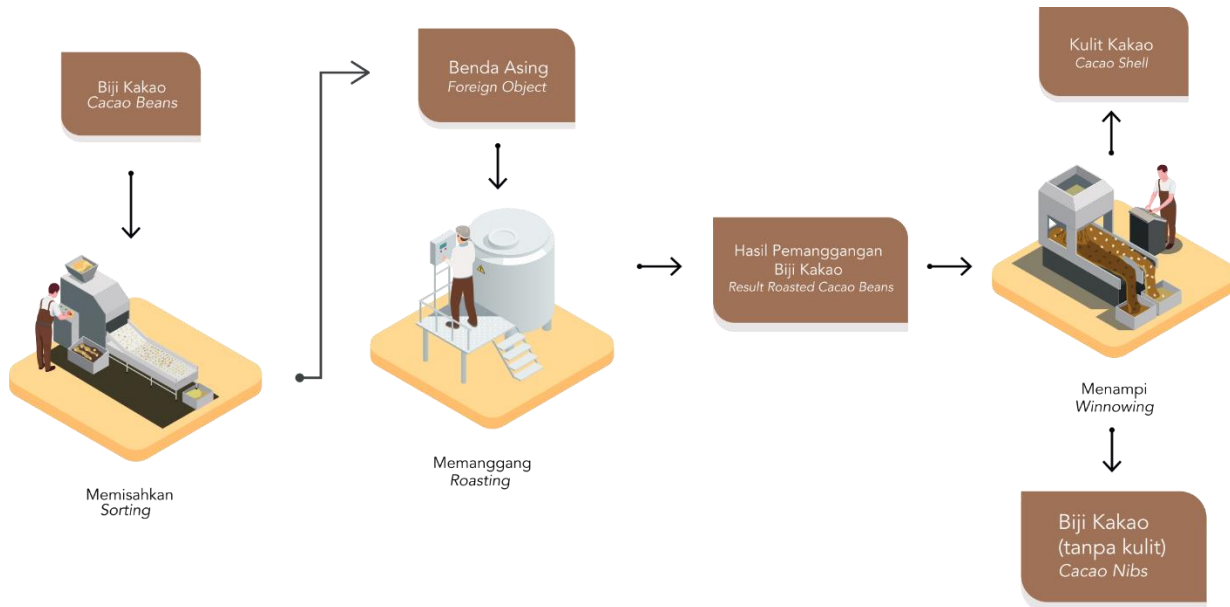 Biji Kakao
Cacao Beans
Memisahkan
Sorting
Benda Asing
Foreign Object
Memanggang
Roasting
Hasil Pemanggangan
Biji Kakao
Result Roasted Cacao Beans
Kulit Kakao
Cacao Shell
Menampi
Winnowing
Biji Kakao
(tanpa kulit)
Cacao Nibs